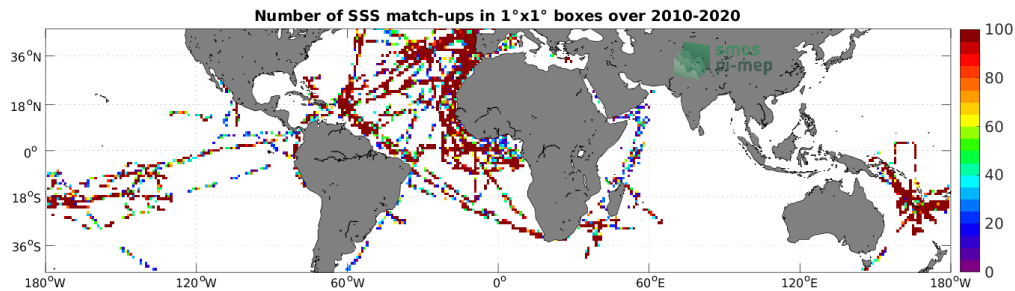 Number of SSS match-ups in 1°x1° boxes over 2010-2020
smos
pi-mep
36°N
18°N
0°
18°S
36°S
180°W
120°W
60°W
0°
60°E
120°E
180°W
100
80
60
40
20
0